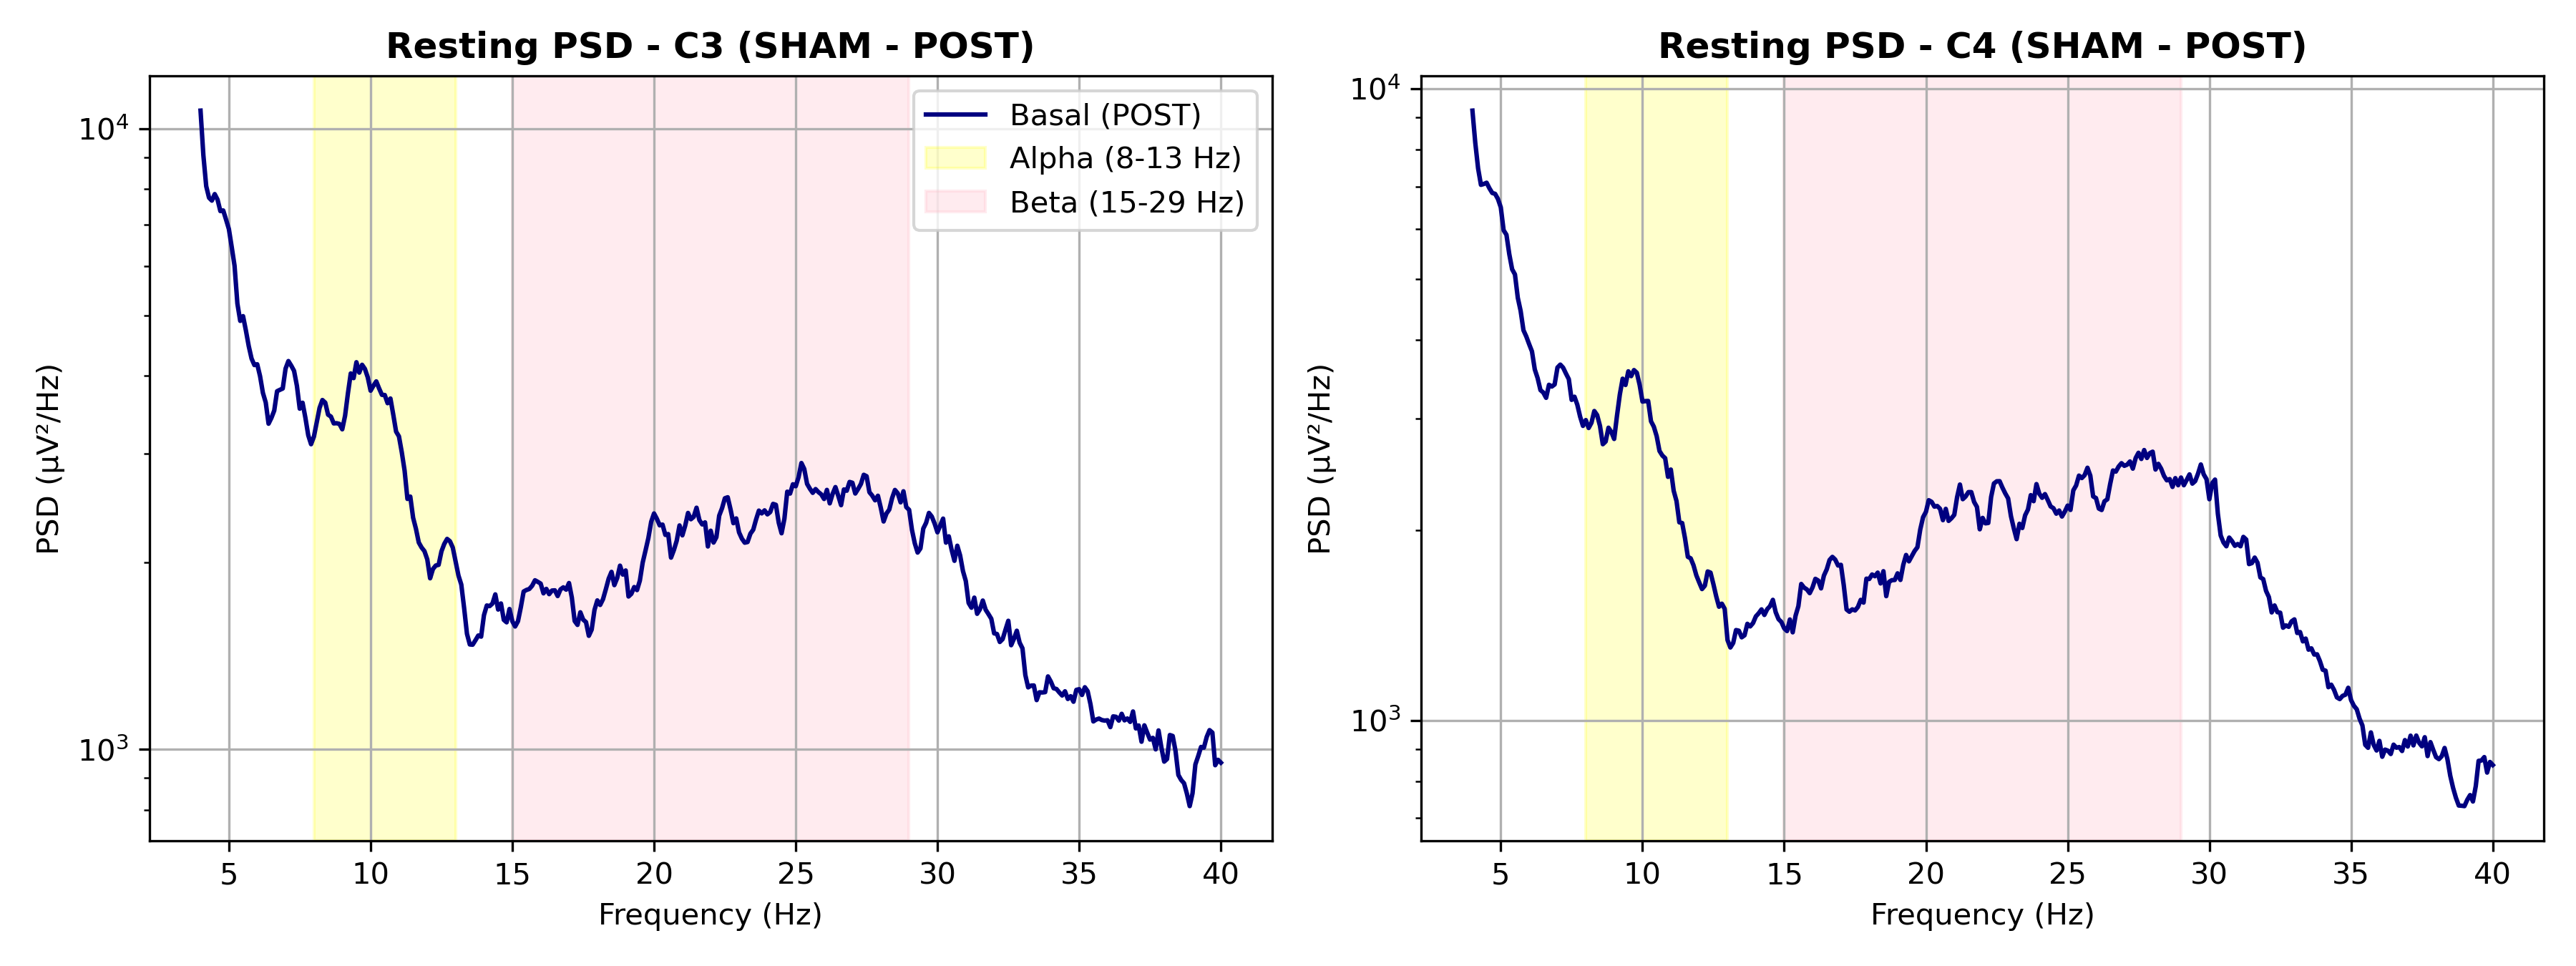 Resting PSD - C3 (SHAM - POST)
PSD (µV²/Hz)
10⁴
10³
Basal (POST)
Alpha (8-13 Hz)
Beta (15-29 Hz)
5 10 15 20 25 30 35 40
Frequency (Hz)
Resting PSD - C4 (SHAM - POST)
PSD (µV²/Hz)
10⁴
10³
5 10 15 20 25 30 35 40
Frequency (Hz)